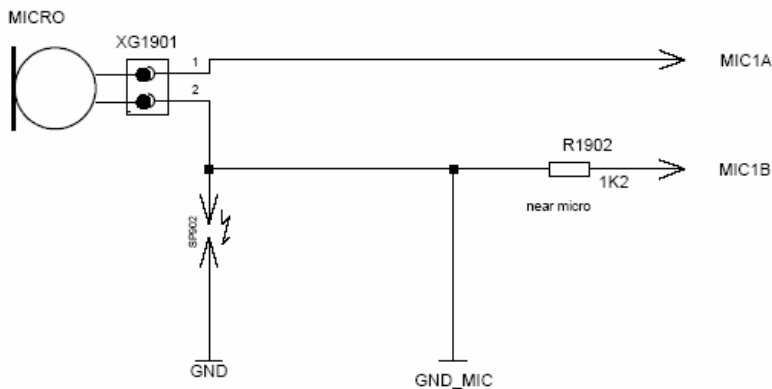 MICRO
XG1901
1
MIC1A
2
R1902
MIC1B
1K2
near micro
SP902
GND
GND_MIC